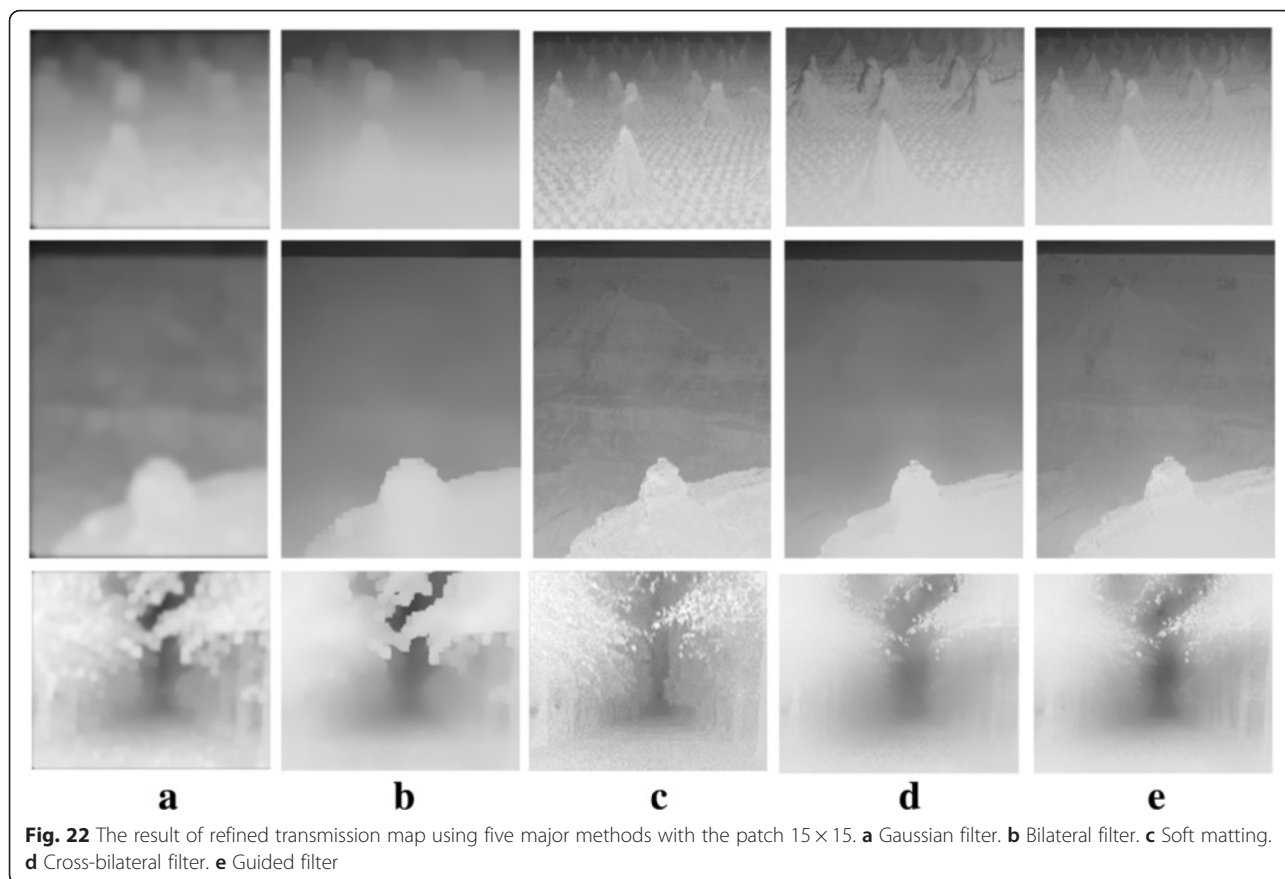 a b c d e
Fig. 22 The result of refined transmission map using five major methods with the patch 15 × 15. a Gaussian filter. b Bilateral filter. c Soft matting.
d Cross-bilateral filter. e Guided filter